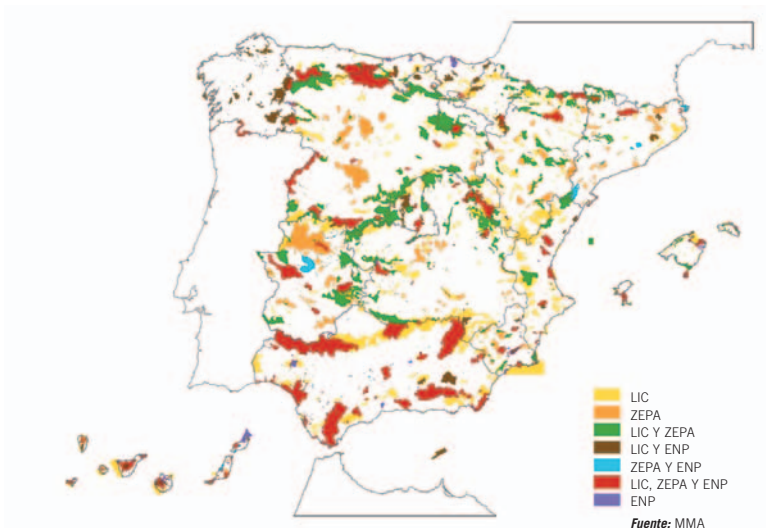 LIC
ZEPA
LIC Y ZEPA
LIC Y ENP
ZEPA Y ENP
LIC, ZEPA Y ENP
ENP
Fuente: MMA